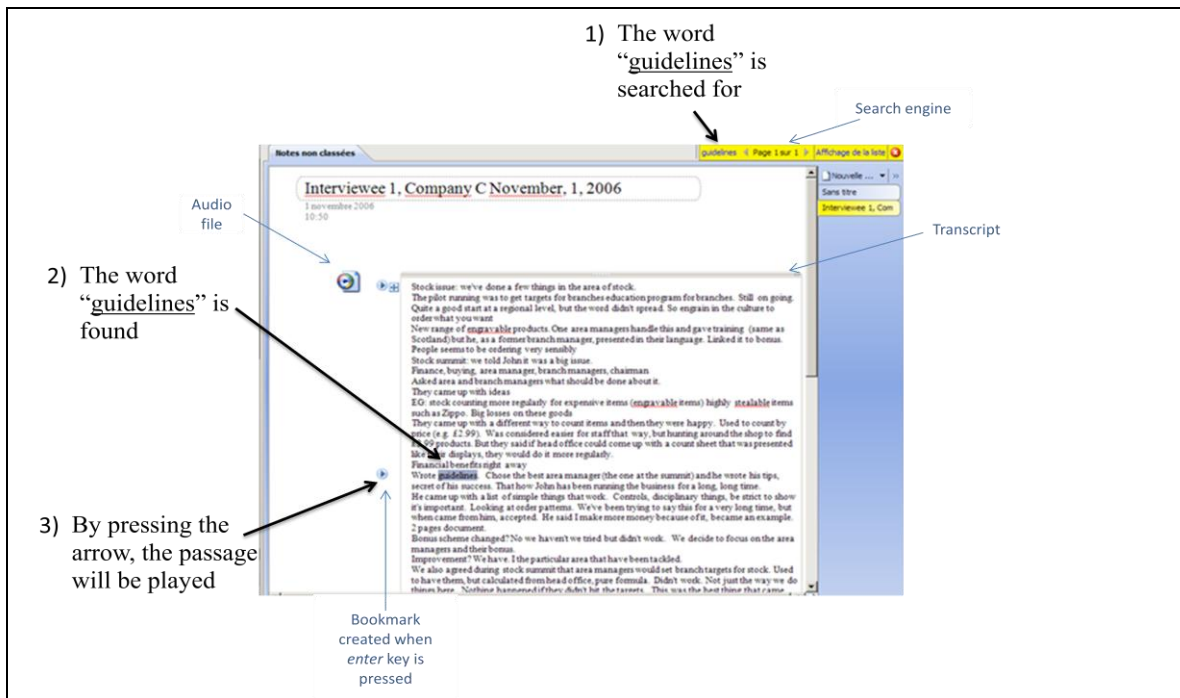 1) The word
“guidelines” is
searched for
Search engine
Notes non classées
guidelines
Page 1 sur 1
Affichage de la liste
Nouvelle ...
Sans titre
Interviewee 1, Com
Interviewee 1, Company C November, 1, 2006
1 novembre 2006
10:50
Audio
file
Transcript
2) The word
“guidelines” is
found
Stock issue: we've done a few things in the area of stock.
The pilot running was to get targets for branches education program for branches. Still on going.
Quite a good start at a regional level, but the word didn't spread. So engrain in the culture to
order what you want
New range of engravable products. One area managers handle this and gave training (same as
Scotland) but he, as a former branch manager, presented in their language. Linked it to bonus.
People seems to be ordering very sensibly
Stock summit: we told John it was a big issue.
Finance, buying, area manager, branch managers, chairman
Asked area and branch managers what should be done about it.
They came up with ideas
EG: stock counting more regularly for expensive items (engravable items) highly stealable items
such as Zippo. Big losses on these goods
They came up with a different way to count items and then they were happy. Used to count by
price (e.g. £2.99). Was considered easier for staff that way, but hunting around the shop to find
£2.99 products. But they said if head office could come up with a count sheet that was presented
like their displays, they would do it more regularly.
Financial benefits right away
Wrote guidelines. Chose the best area manager (the one at the summit) and he wrote his tips,
secret of his success. That how John has been running the business for a long, long time.
He came up with a list of simple things that work. Controls, disciplinary things, be strict to show
it's important. Looking at order patterns. We've been trying to say this for a very long time, but
when came from him, accepted. He said I make more money because of it, became an example.
2 pages document.
Bonus scheme changed? No we haven't we tried but didn't work. We decide to focus on the area
managers and their bonus.
Improvement? We have. I the particular area that have been tackled.
We also agreed during stock summit that area managers would set branch targets for stock. Used
to have them, but calculated from head office, pure formula. Didn't work. Not just the way we do
things here. Nothing happened if they didn't hit the targets. This was the best thing that came
3) By pressing the
arrow, the passage
will be played
Bookmark
created when
enter key is
pressed